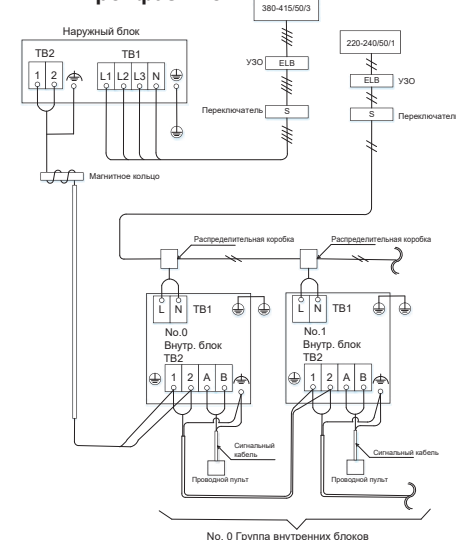 380-415/50/3
Наружный блок
220-240/50/1
TB2
TB1
1 2
L1 L2 L3 N
УЗО
ELB
ELB
УЗО
Переключатель
S
S
Переключатель
Магнитное кольцо
Распределительная коробка
Распределительная коробка
L N
TB1
L N
TB1
No.0
Внутр. блок
TB2
No.1
Внутр. блок
TB2
1 2 A B
1 2 A B
Сигнальный
кабель
Сигнальный кабель
Проводной пульт
Проводной пульт
No. 0 Группа внутренних блоков